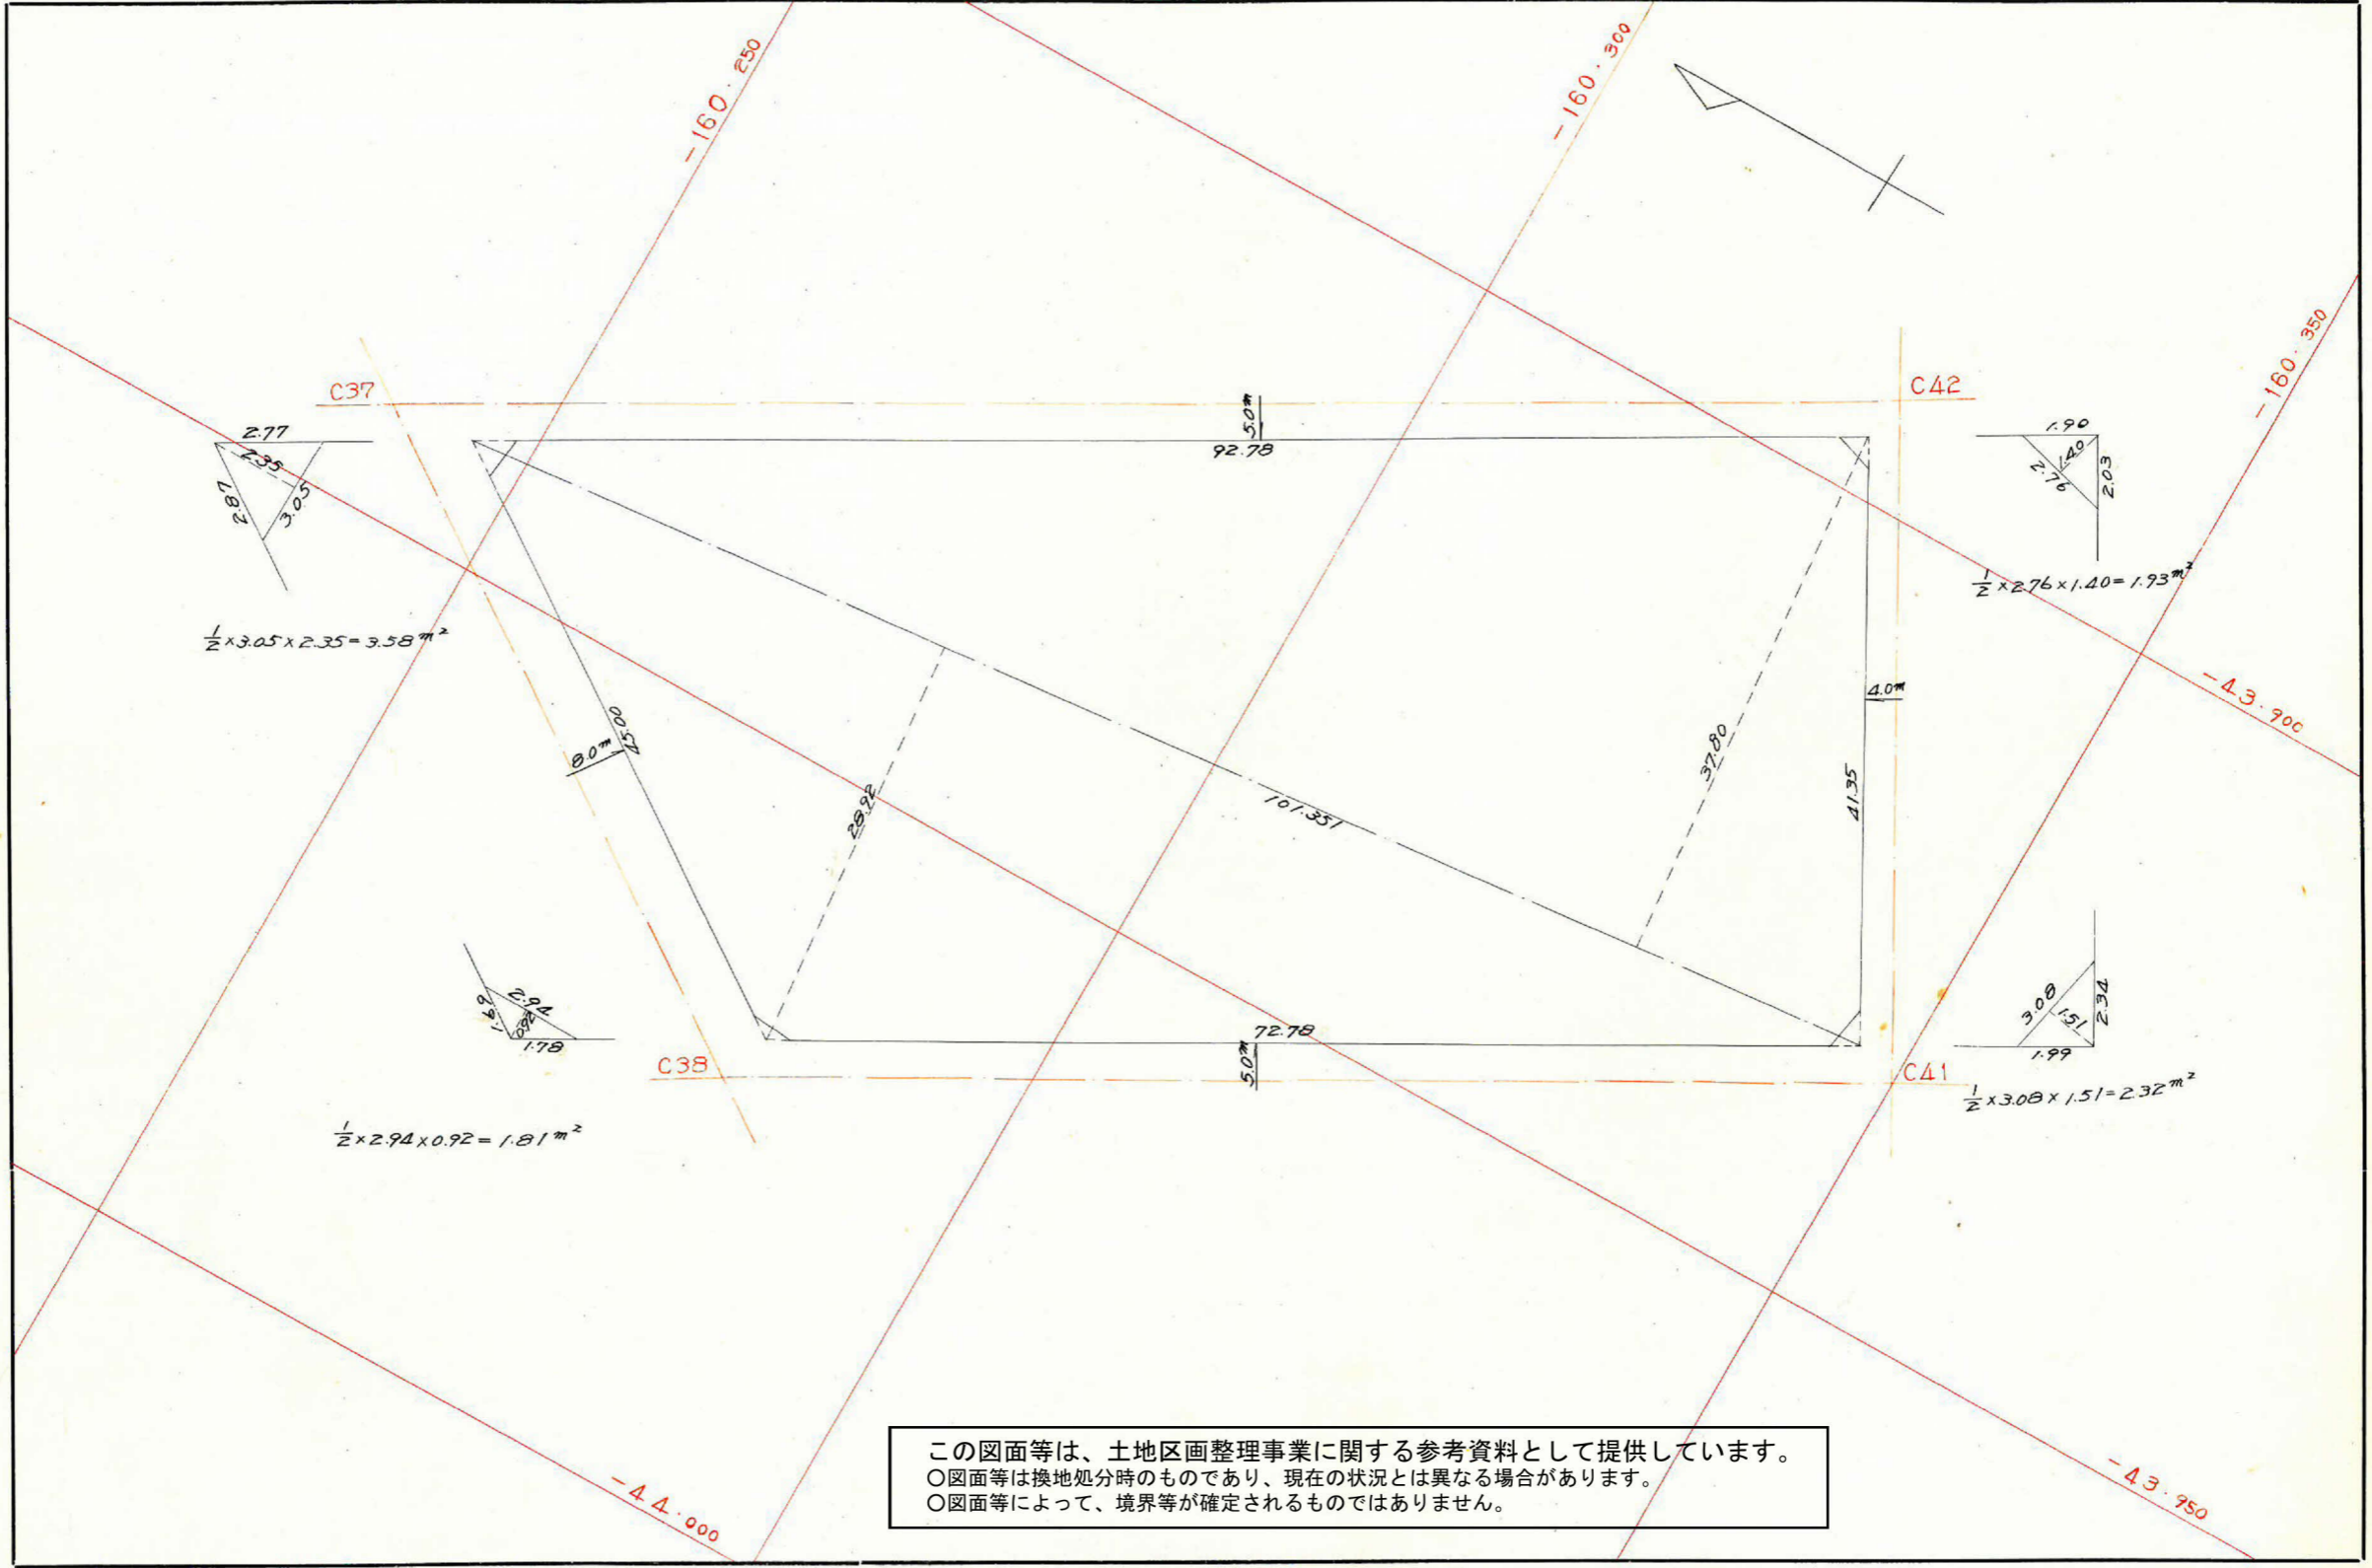 -160.250
-160.300
-160.350
C37
C42
5.0m
92.78
2.77
2.35
2.87
3.05
1/2×3.05×2.35=3.58m²
1.90
1.40
2.76
2.03
1/2×2.76×1.40=1.93m²
-43.900
4.0m
45.00
8.0m
28.92
101.351
37.80
41.35
2.94
1.69
0.92
1.78
1/2×2.94×0.92=1.81m²
72.78
5.0m
C38
C41
3.08
1.51
2.34
1.99
1/2×3.08×1.51=2.32m²
この図面等は、土地区画整理事業に関する参考資料として提供しています。
〇図面等は換地処分時のものであり、現在の状況とは異なる場合があります。
〇図面等によって、境界等が確定されるものではありません。
-44.000
-43.950